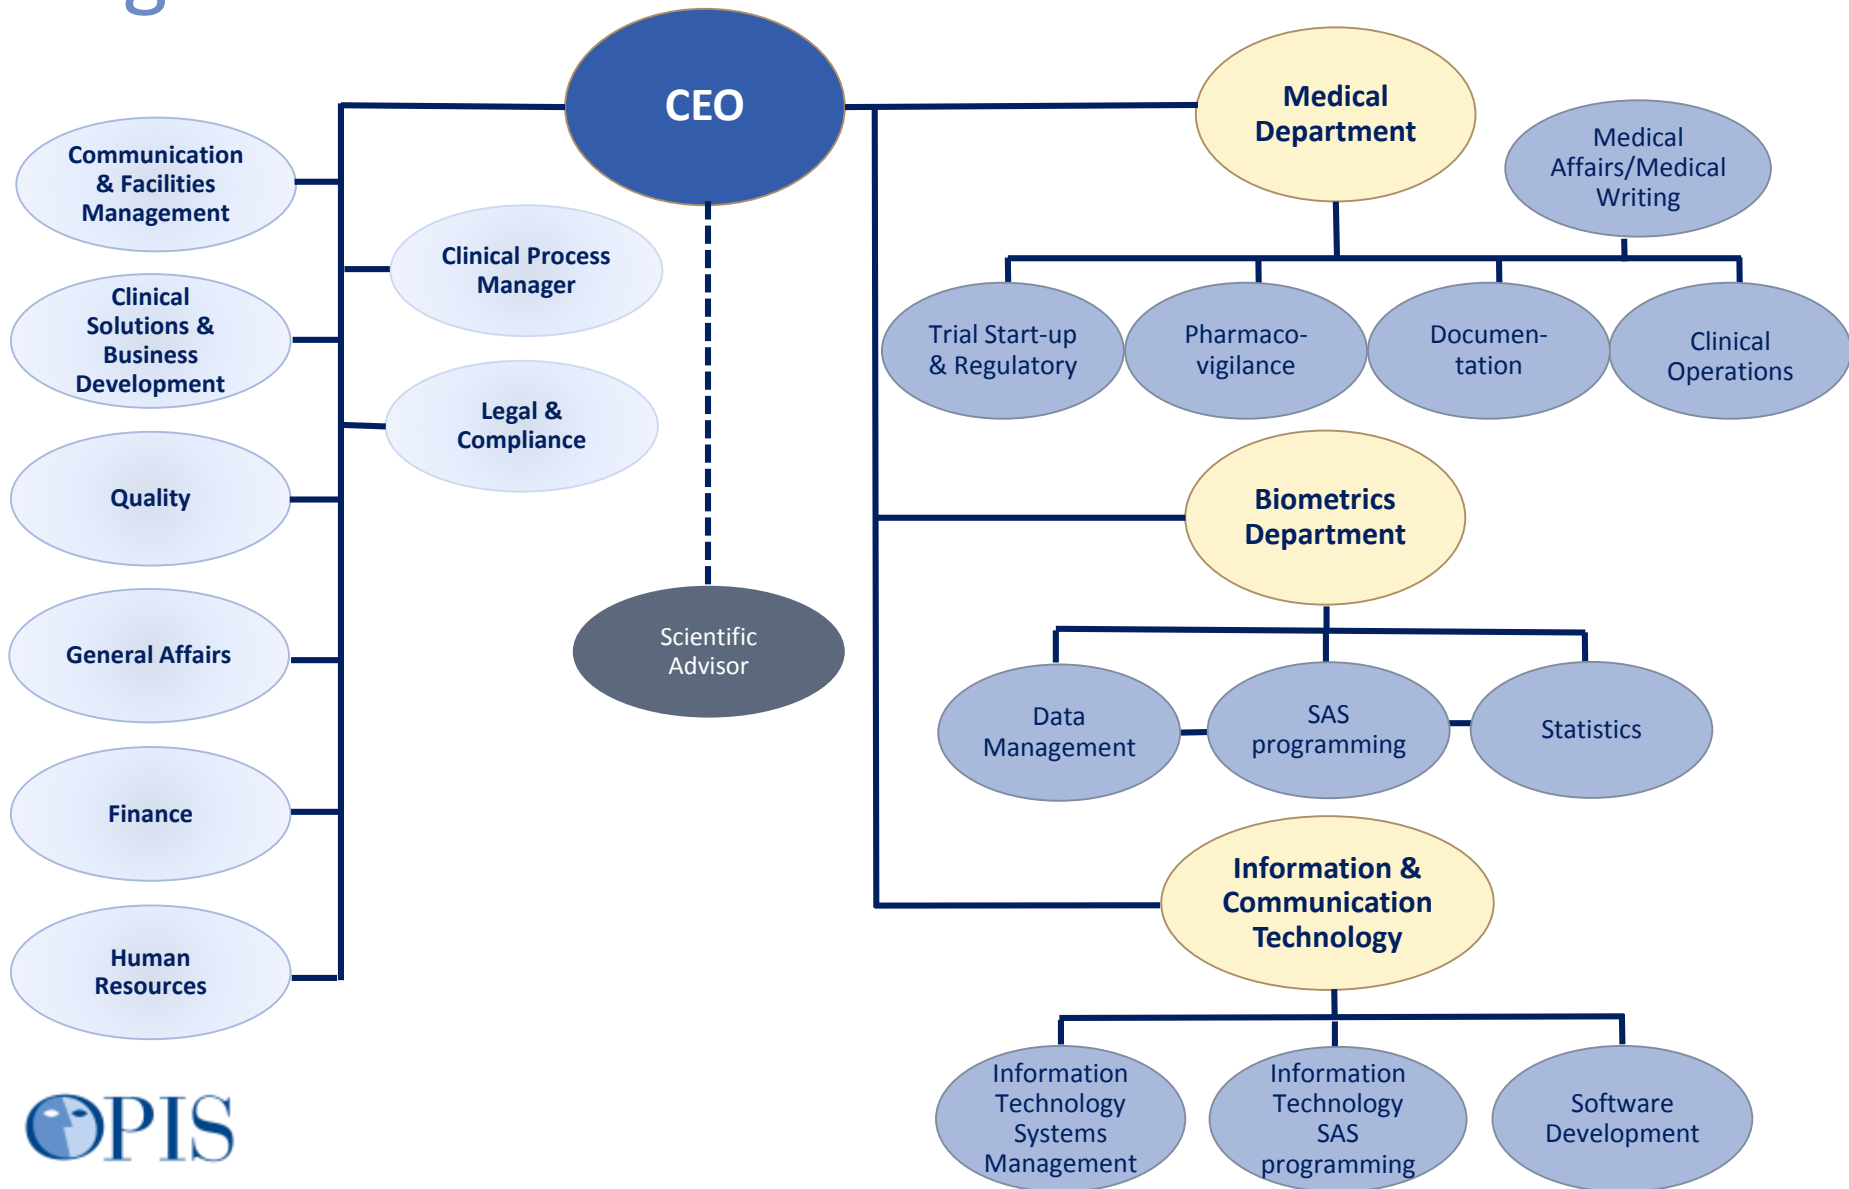 g
CEO
Medical
Department
Medical
Affairs/Medical
Writing
Communication
& Facilities
Management
Clinical Process
Manager
Clinical
Solutions &
Business
Development
Trial Start-up
& Regulatory
Pharmaco-
vigilance
Documen-
tation
Clinical
Operations
Legal &
Compliance
Quality
Biometrics
Department
General Affairs
Scientific
Advisor
Data
Management
SAS
programming
Statistics
Finance
Information &
Communication
Technology
Human
Resources
Information
Technology
Systems
Management
Information
Technology
SAS
programming
Software
Development
OPIS